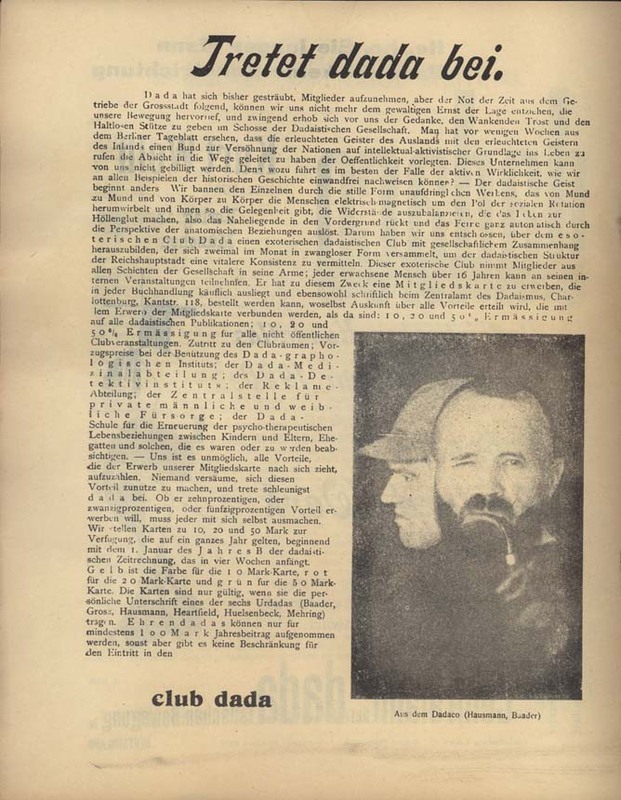 Tretet dada bei.
Dada hat sich bisher gesträubt, Mitglieder aufzunehmen, aber der Not der Zeit aus dem Ge-
triebe der Grossstadt folgend, können wir uns nicht mehr dem gewaltigen Ernst der Lage entziehen, die
unsere Bewegung hervorrief, und zwingend erhob sich vor uns der Gedanke, den Wankenden Trost und den
Haltlosen Stütze zu geben im Schosse der Dadaistischen Gesellschaft. Man hat vor wenigen Wochen aus
dem Berliner Tageblatt ersehen, dass die erleuchteten Geister des Auslands mit den erleuchteten Geistern
des Inlands einen Bund zur Versöhnung der Nationen auf intellektual-aktivistischer Grundlage ins Leben zu
rufen die Absicht in die Wege geleitet zu haben der Oeffentlichkeit vorlegten. Dieses Unternehmen kann
von uns nicht gebilligt werden. Denn wozu führt es im besten Falle der aktiven Wirklichkeit, wie wir
an allen Beispielen der historischen Geschichte einwandfrei nachweisen können? — Der dadaistische Geist
beginnt anders Wir bannen den Einzelnen durch die stille Form unaufdringlichen Werbens, das von Mund
zu Mund und von Körper zu Körper die Menschen elektrisch-magnetisch um den Pol der sozialen Rotation
herumwirbelt und ihnen so die Gelegenheit gibt, die Widerstände auszubalanzieren, die das Leben zur
Höllenglut machen, also das Naheliegende in den Vordergrund rückt und das Ferne ganz automatisch durch
die Perspektive der anatomischen Beziehungen auslöst. Darum haben wir uns entschlossen, über dem eso-
terischen Club Dada einen exoterischen dadaistischen Club mit gesellschaftlichem Zusammenhang
herauszubilden, der sich zweimal im Monat in zwangloser Form versammelt, um der dadaistischen Struktur
der Reichshauptstadt eine vitalere Konsistenz zu vermitteln. Dieser exoterische Club nimmt Mitglieder aus
allen Schichten der Gesellschaft in seine Arme; jeder erwachsene Mensch über 16 Jahren kann an seinen in-
ternen Veranstaltungen teilnehmen. Er hat zu diesem Zweck eine Mitgliedskarte zu erwerben, die
in jeder Buchhandlung käuflich ausliegt und ebensowohl schriftlich beim Zentralamt des Dadaismus, Char-
lottenburg, Kantstr. 118, bestellt werden kann, woselbst Auskunft über alle Vorteile erteilt wird, die mit
dem Erwerb der Mitgliedskarte verbunden werden, als da sind: 10, 20 und 50% Ermässigung
auf alle dadaistischen Publikationen; 10, 20 und
50% Ermässigung für alle nicht öffentlichen
Clubveranstaltungen. Zutritt zu den Clubräumen; Vor-
zugspreise bei der Benützung des Dada-grapho-
logischen Instituts; der Dada-Medi-
zinalabteilung; des Dada-De-
tektivinstituts; der Reklame-
Abteilung; der Zentralstelle für
private männliche und weib-
liche Fürsorge; der Dada-
Schule für die Erneuerung der psycho-therapeutischen
Lebensbeziehungen zwischen Kindern und Eltern, Ehe-
gatten und solchen, die es waren oder zu werden beab-
sichtigen. — Uns ist es unmöglich, alle Vorteile,
die der Erwerb unserer Mitgliedskarte nach sich zieht,
aufzuzählen. Niemand versäume, sich diesen
Vorteil zunutze zu machen, und trete schleunigst
dada bei. Ob er zehnprozentigen, oder
zwanzigprozentigen, oder fünfzigprozentigen Vorteil er-
werben will, muss jeder mit sich selbst ausmachen.
Wir stellen Karten zu 10, 20 und 50 Mark zur
Verfügung, die auf ein ganzes Jahr gelten, beginnend
mit dem 1. Januar des Jahres B der dadaisti-
schen Zeitrechnung, das in vier Wochen anfängt.
Gelb ist die Farbe für die 10 Mark-Karte, rot
für die 20 Mark-Karte und grün für die 50 Mark-
Karte. Die Karten sind nur gültig, wenn sie die per-
sönliche Unterschrift eines der sechs Urdadas (Baader,
Grosz, Hausmann, Heartfield, Huelsenbeck, Mehring)
tragen. Ehrendadas können nur für
mindestens 100 Mark Jahresbeitrag aufgenommen
werden, sonst aber gibt es keine Beschränkung für
den Eintritt in den
club dada
Aus dem Dadaco (Hausmann, Baader)